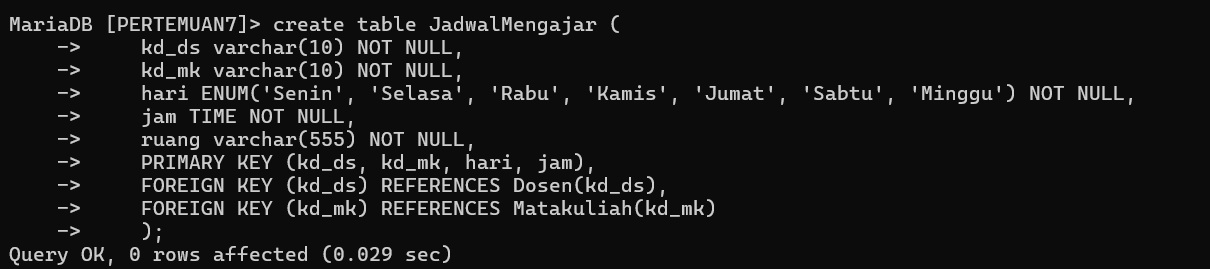 MariaDB [PERTEMUAN7]> create table JadwalMengajar (
    ->     kd_ds varchar(10) NOT NULL,
    ->     kd_mk varchar(10) NOT NULL,
    ->     hari ENUM('Senin', 'Selasa', 'Rabu', 'Kamis', 'Jumat', 'Sabtu', 'Minggu') NOT NULL,
    ->     jam TIME NOT NULL,
    ->     ruang varchar(555) NOT NULL,
    ->     PRIMARY KEY (kd_ds, kd_mk, hari, jam),
    ->     FOREIGN KEY (kd_ds) REFERENCES Dosen(kd_ds),
    ->     FOREIGN KEY (kd_mk) REFERENCES Matakuliah(kd_mk)
    ->     );
Query OK, 0 rows affected (0.029 sec)